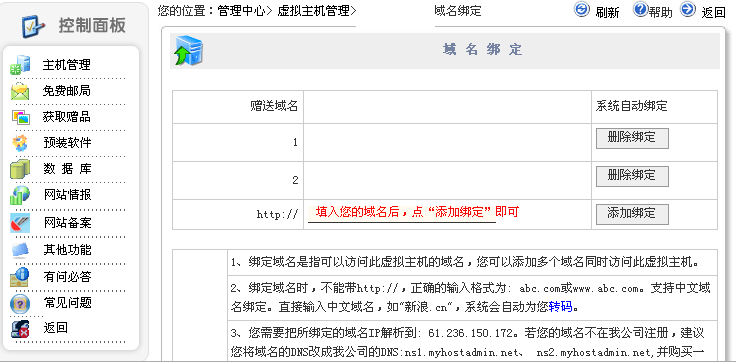 您的位置：管理中心> 虚拟主机管理> 域名绑定 刷新 帮助 返回
控制面板
主机管理
免费邮局
获取赠品
预装软件
数 据 库
网站情报
网站备案
其他功能
有问必答
常见问题
返回
域 名 绑 定
赠送域名 系统自动绑定
1 删除绑定
2 删除绑定
http:// 填入您的域名后，点“添加绑定”即可 添加绑定
1、绑定域名是指可以访问此虚拟主机的域名，您可以添加多个域名同时访问此虚拟主机。
2、绑定域名时，不能带http://，正确的输入格式为: abc.com或www.abc.com。支持中文域
名绑定。直接输入中文域名，如"新浪.cn"，系统会自动为您转码。
3、您需要把所绑定的域名IP解析到: 61.236.150.172。若您的域名不在我公司注册，建议
您将域名的DNS改成我公司的DNS:ns1.myhostadmin.net、 ns2.myhostadmin.net,并购买一